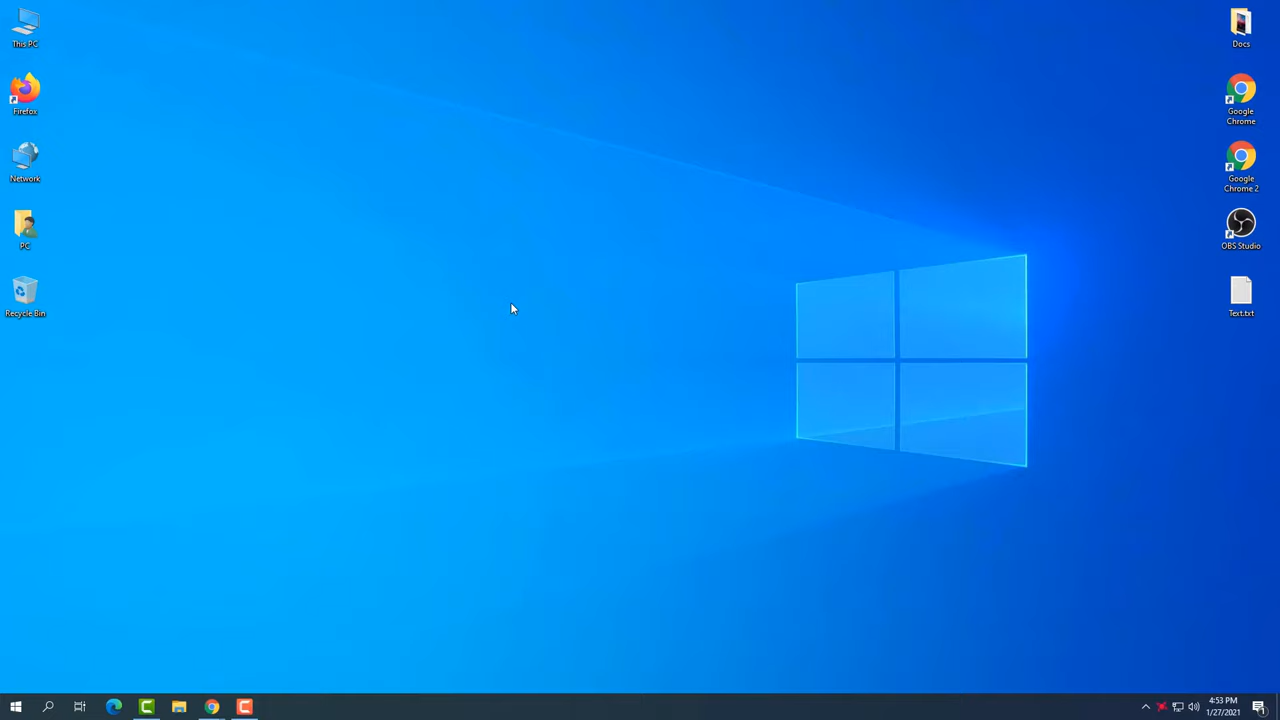 This PC
Firefox
Network
PC
Recycle Bin
Docs
Google
Chrome
Google
Chrome 2
OBS Studio
Text.txt
4:53 PM
1/27/2021
1